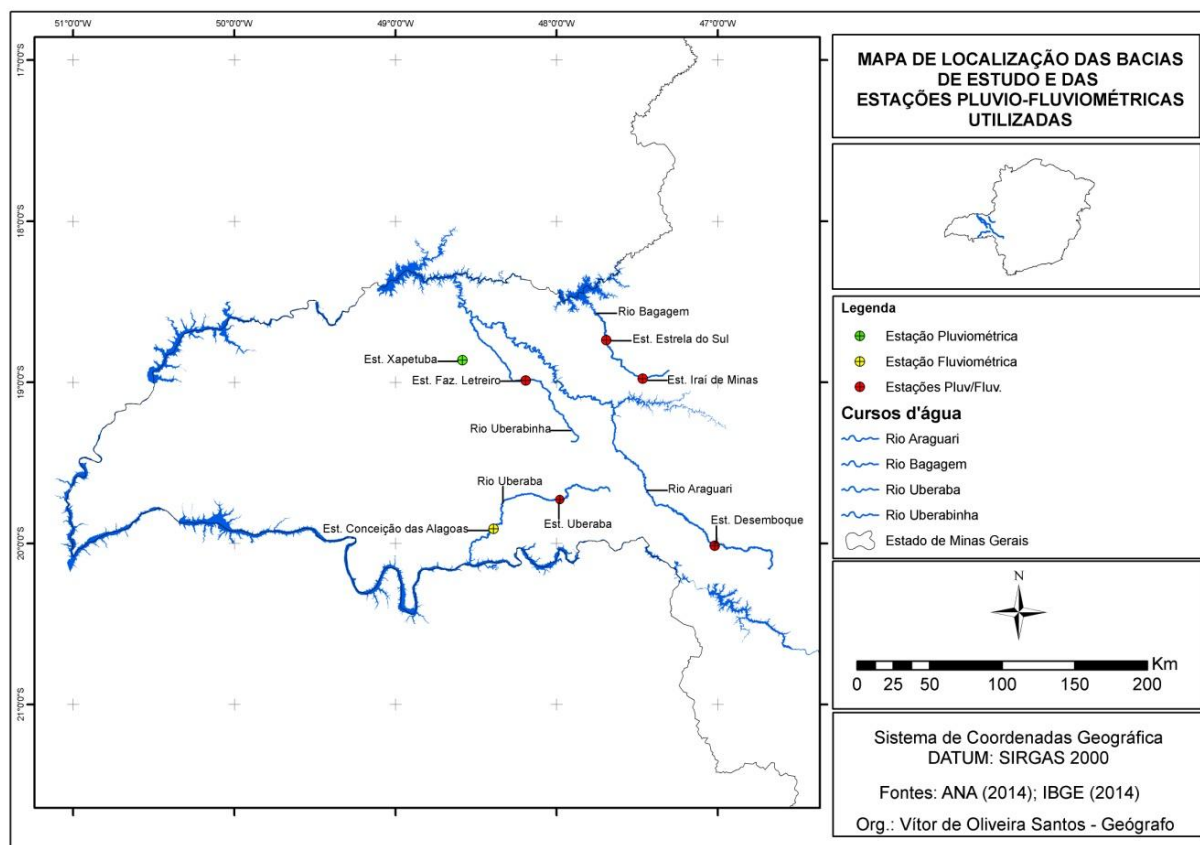 51°0'0"W
50°0'0"W
49°0'0"W
48°0'0"W
47°0'0"W
17°0'0"S
18°0'0"S
19°0'0"S
20°0'0"S
21°0'0"S
Rio Bagagem
Est. Estrela do Sul
Est. Xapetuba
Est. Faz. Letreiro
Est. Iraí de Minas
Rio Uberabinha
Rio Uberaba
Rio Araguari
Est. Conceição das Alagoas
Est. Uberaba
Est. Desemboque
MAPA DE LOCALIZAÇÃO DAS BACIAS
DE ESTUDO E DAS
ESTAÇÕES PLUVIO-FLUVIOMÉTRICAS
UTILIZADAS
Legenda
Estação Pluviométrica
Estação Fluviométrica
Estações Pluv/Fluv.
Cursos d'água
Rio Araguari
Rio Bagagem
Rio Uberaba
Rio Uberabinha
Estado de Minas Gerais
N
Km
0 25 50 100 150 200
Sistema de Coordenadas Geográfica
DATUM: SIRGAS 2000
Fontes: ANA (2014); IBGE (2014)
Org.: Vítor de Oliveira Santos - Geógrafo